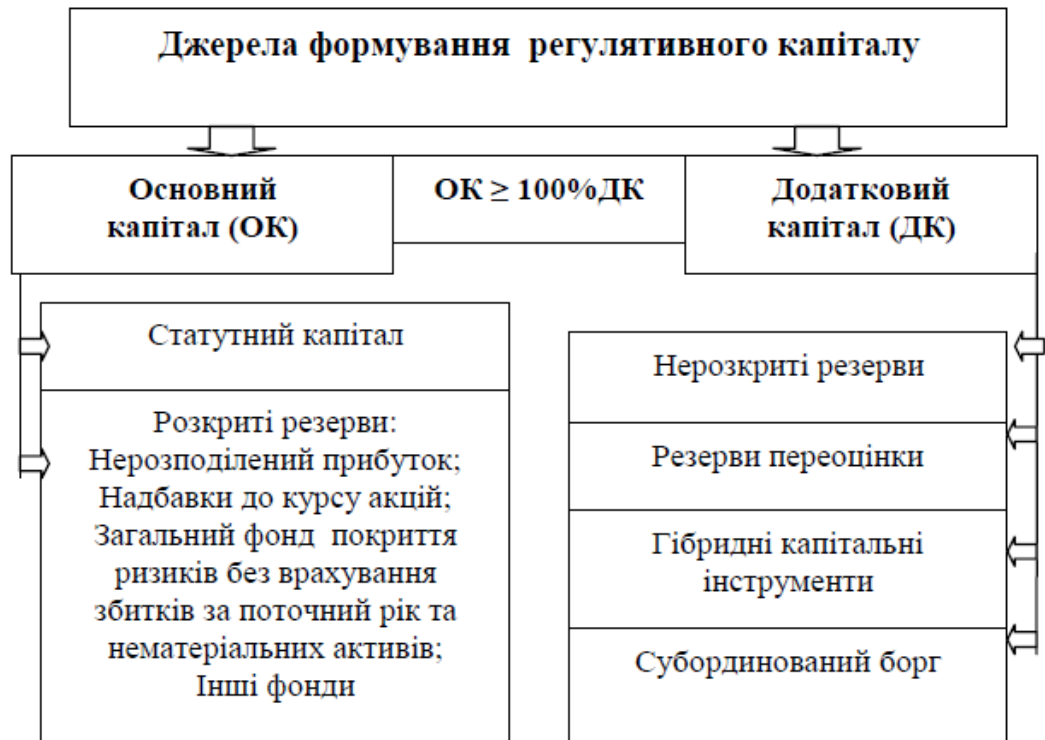 Джерела формування регулятивного капіталу
Основний
капітал (ОК)
ОК ≥ 100%ДК
Додатковий
капітал (ДК)
Статутний капітал
Розкриті резерви:
Нерозподілений прибуток;
Надбавки до курсу акцій;
Загальний фонд покриття
ризиків без врахування
збитків за поточний рік та
нематеріальних активів;
Інші фонди
Нерозкриті резерви
Резерви переоцінки
Гібридні капітальні
інструменти
Субординований борг